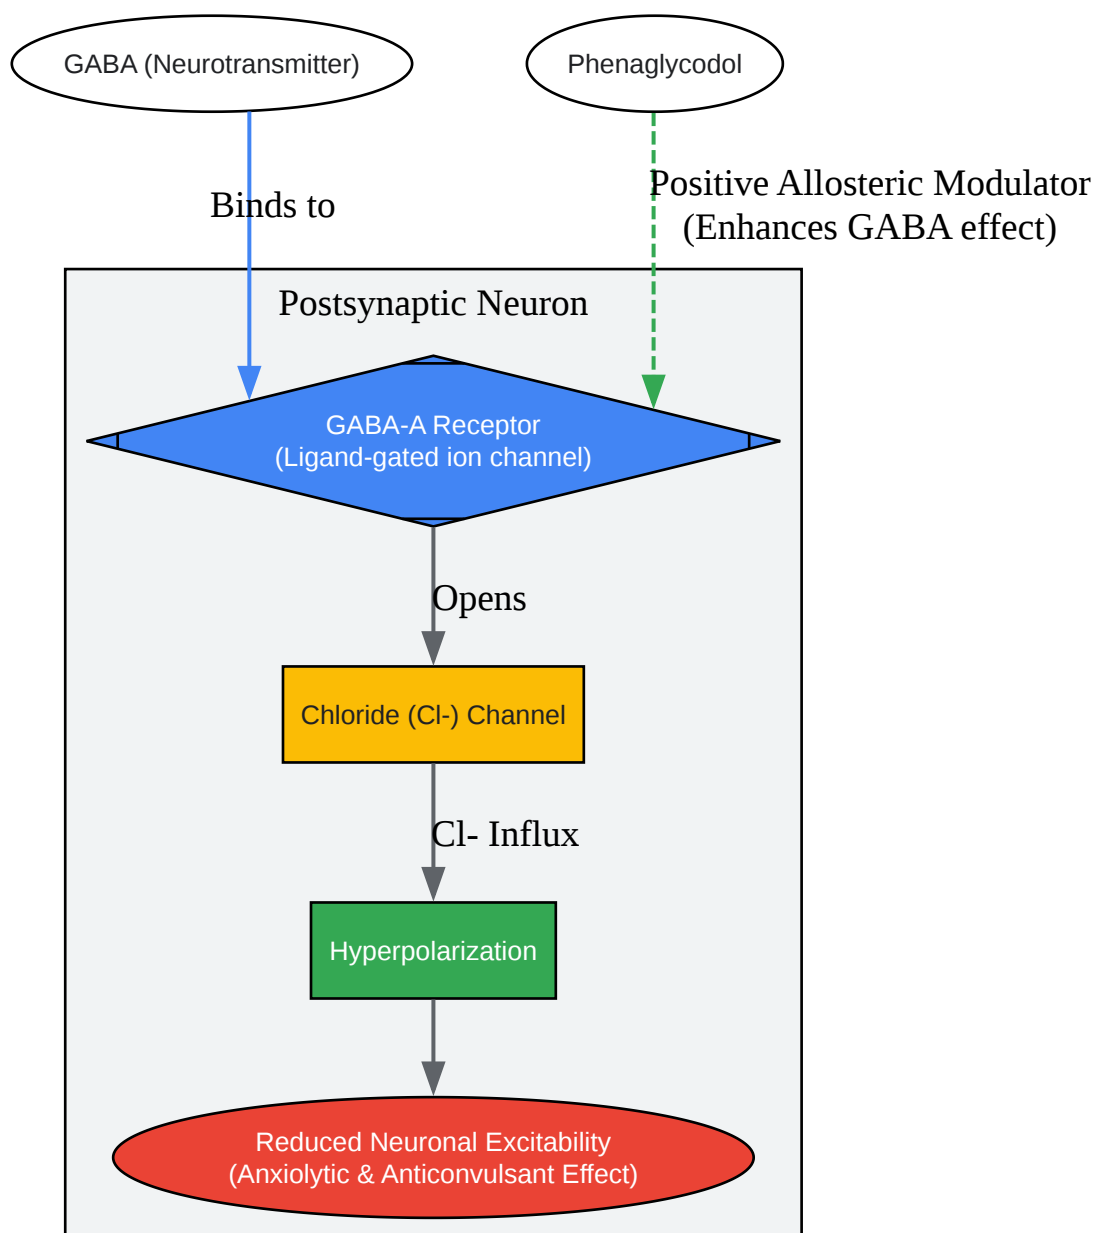 GABA (Neurotransmitter)
Phenaglycodol
Binds to
Positive Allosteric Modulator
(Enhances GABA effect)
Postsynaptic Neuron
GABA-A Receptor
(Ligand-gated ion channel)
Opens
Chloride (Cl-) Channel
Cl- Influx
Hyperpolarization
Reduced Neuronal Excitability
(Anxiolytic & Anticonvulsant Effect)